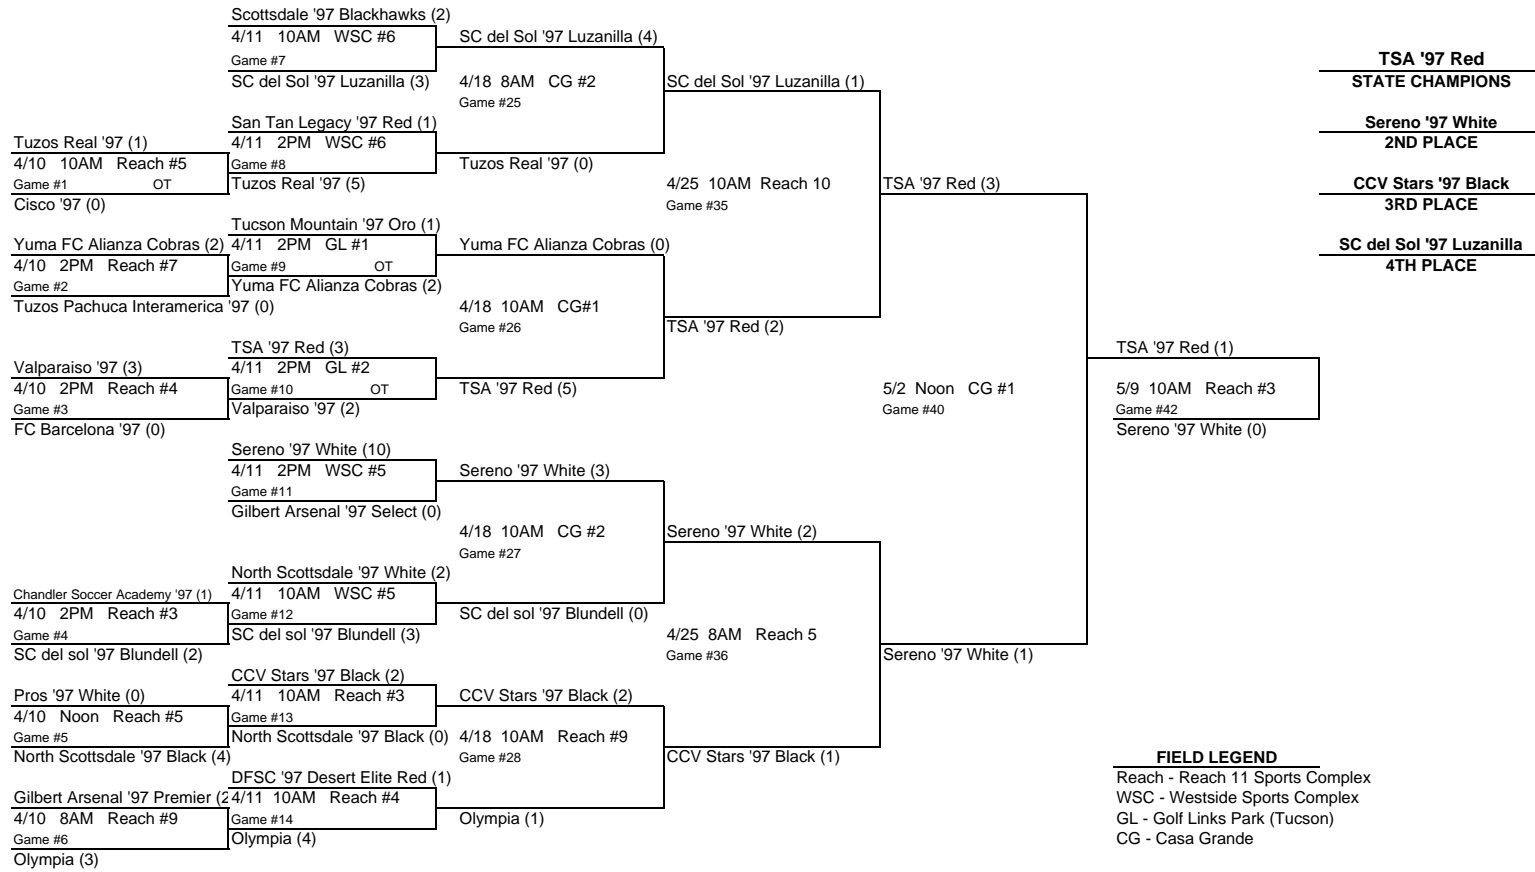 Scottsdale '97 Blackhawks (2)
4/11 10AM WSC #6
Game #7
SC del Sol '97 Luzanilla (3)
San Tan Legacy '97 Red (1)
4/11 2PM WSC #6
Game #8
Tuzos Real '97 (5)
Tuzos Real '97 (1)
4/10 10AM Reach #5
Game #1 OT
Cisco '97 (0)
Tucson Mountain '97 Oro (1)
4/11 2PM GL #1
Game #9 OT
Yuma FC Alianza Cobras (2)
Yuma FC Alianza Cobras (2)
4/10 2PM Reach #7
Game #2
Tuzos Pachuca Interamerica '97 (0)
TSA '97 Red (3)
4/11 2PM GL #2
Game #10 OT
Valparaiso '97 (2)
Valparaiso '97 (3)
4/10 2PM Reach #4
Game #3
FC Barcelona '97 (0)
Sereno '97 White (10)
4/11 2PM WSC #5
Game #11
Gilbert Arsenal '97 Select (0)
North Scottsdale '97 White (2)
4/11 10AM WSC #5
Game #12
SC del sol '97 Blundell (3)
Chandler Soccer Academy '97 (1)
4/10 2PM Reach #3
Game #4
SC del sol '97 Blundell (2)
CCV Stars '97 Black (2)
4/11 10AM Reach #3
Game #13
North Scottsdale '97 Black (0)
Pros '97 White (0)
4/10 Noon Reach #5
Game #5
North Scottsdale '97 Black (4)
DFSC '97 Desert Elite Red (1)
4/11 10AM Reach #4
Game #14
Olympia (4)
Gilbert Arsenal '97 Premier (2
4/10 8AM Reach #9
Game #6
Olympia (3)
SC del Sol '97 Luzanilla (4)
4/18 8AM CG #2
Game #25
Tuzos Real '97 (0)
Yuma FC Alianza Cobras (0)
4/18 10AM CG#1
Game #26
TSA '97 Red (5)
Sereno '97 White (3)
4/18 10AM CG #2
Game #27
SC del sol '97 Blundell (0)
CCV Stars '97 Black (2)
4/18 10AM Reach #9
Game #28
Olympia (1)
SC del Sol '97 Luzanilla (1)
4/25 10AM Reach 10
Game #35
TSA '97 Red (2)
Sereno '97 White (2)
4/25 8AM Reach 5
Game #36
CCV Stars '97 Black (1)
TSA '97 Red (3)
5/2 Noon CG #1
Game #40
Sereno '97 White (1)
TSA '97 Red (1)
5/9 10AM Reach #3
Game #42
Sereno '97 White (0)
TSA '97 Red
STATE CHAMPIONS
Sereno '97 White
2ND PLACE
CCV Stars '97 Black
3RD PLACE
SC del Sol '97 Luzanilla
4TH PLACE
FIELD LEGEND
Reach - Reach 11 Sports Complex
WSC - Westside Sports Complex
GL - Golf Links Park (Tucson)
CG - Casa Grande